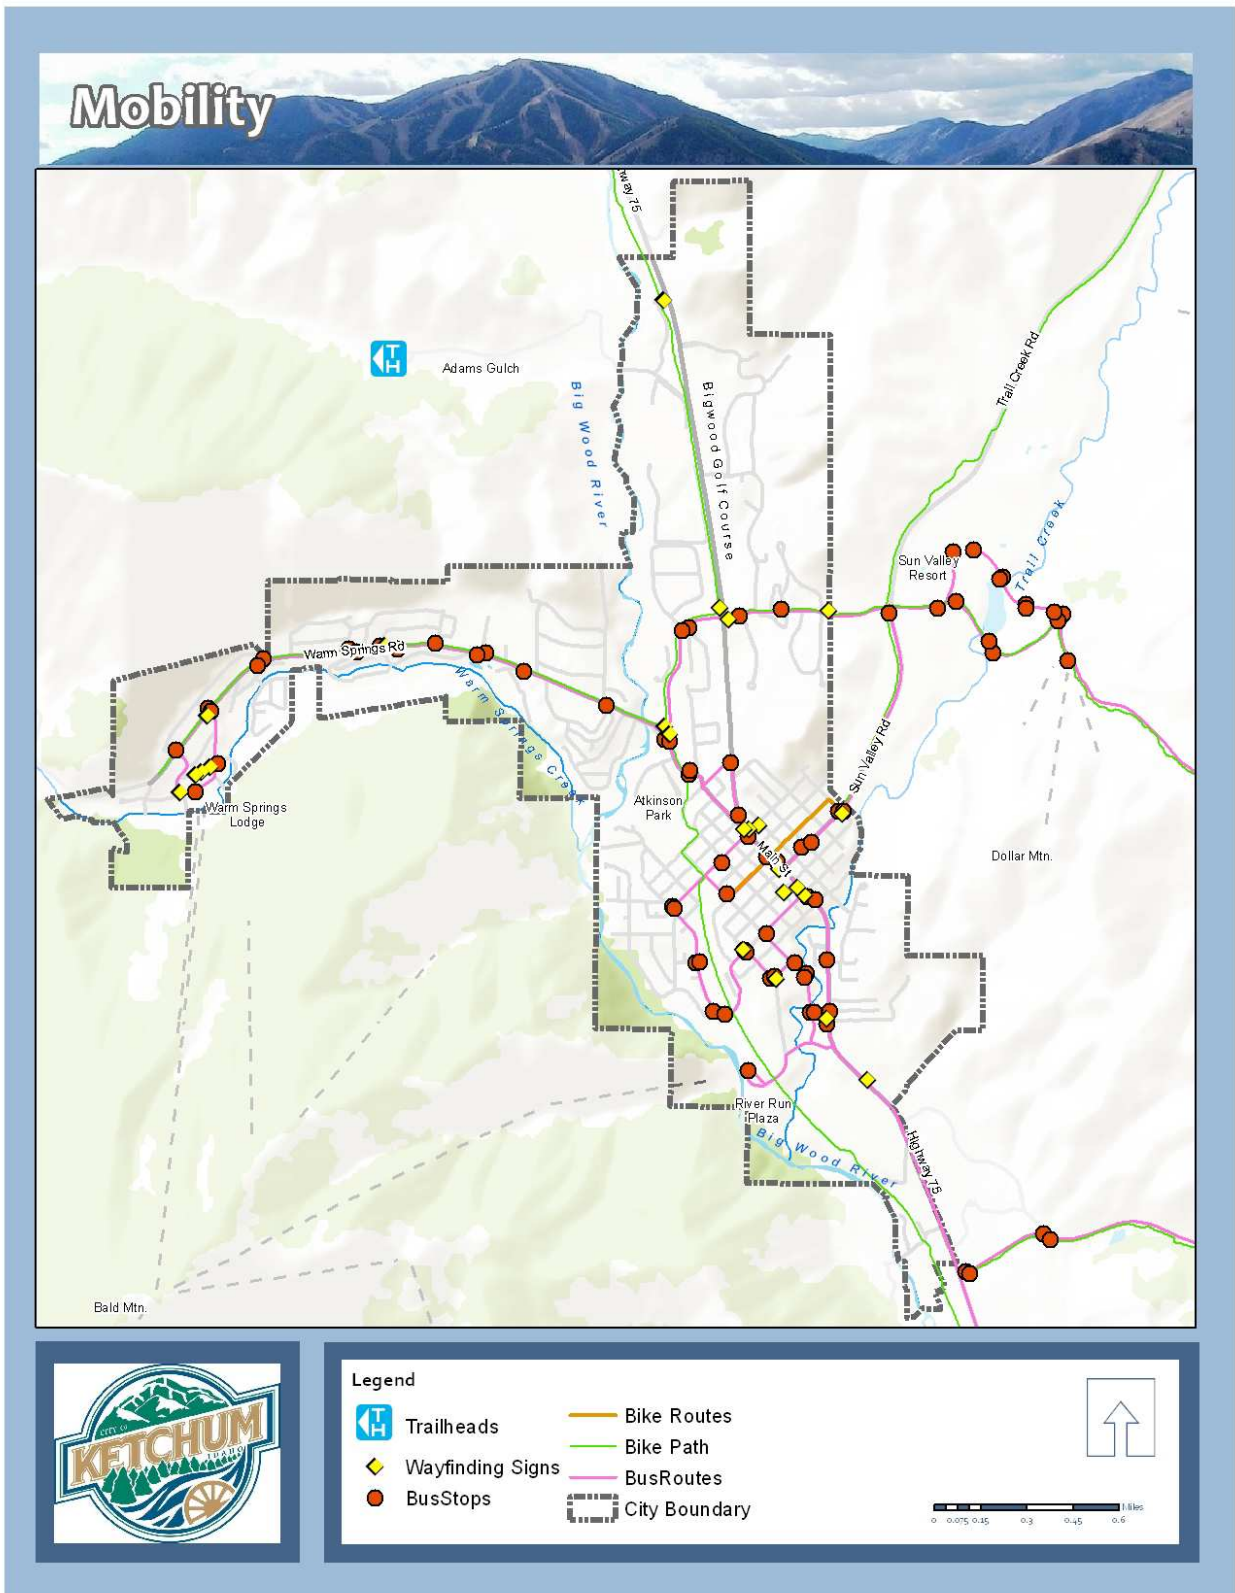 Mobility
way 75
Adams Gulch
Big Wood River
Bigwood Golf Course
Trail Creek Rd
Trail Creek
Sun Valley
Resort
Warm Springs Rd
Warm Springs Creek
Sun Valley Rd
Warm Springs
Lodge
Atkinson
Park
Main St
Dollar Mtn.
River Run
Plaza
Big Wood River
Highway 75
Bald Mtn.
CITY OF
KETCHUM
IDAHO
Legend
TH
Trailheads
Wayfinding Signs
BusStops
Bike Routes
Bike Path
BusRoutes
City Boundary
Miles
0 0.075 0.15 0.3 0.45 0.6